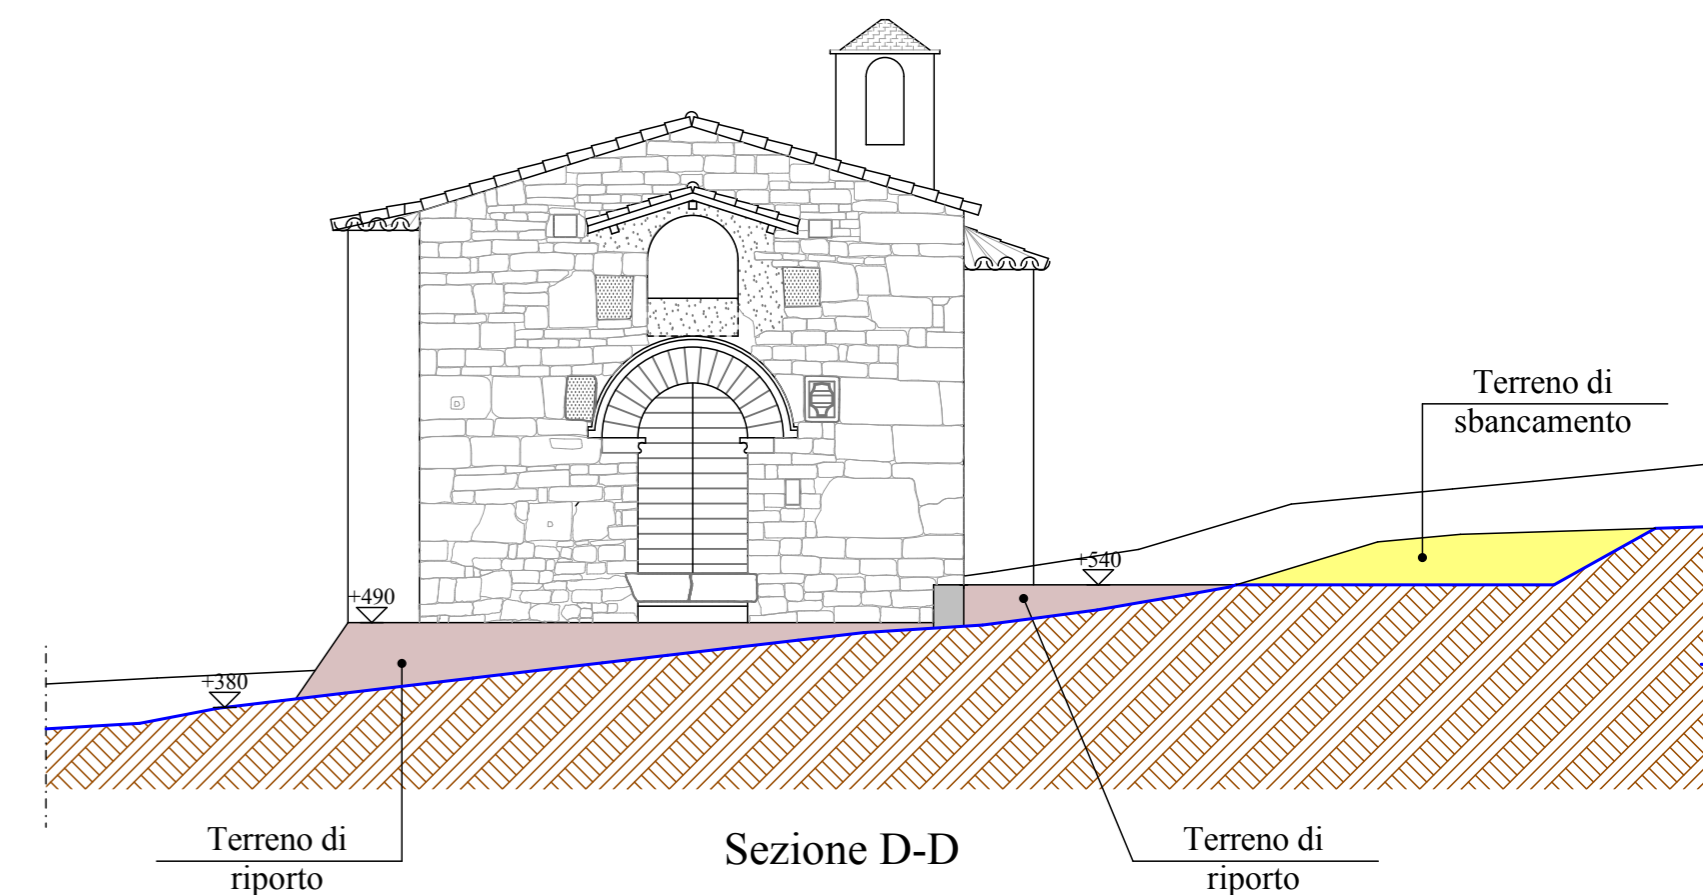 Terreno di
sbancamento
+540
+490
+380
Terreno di
riporto
Sezione D-D
Terreno di
riporto